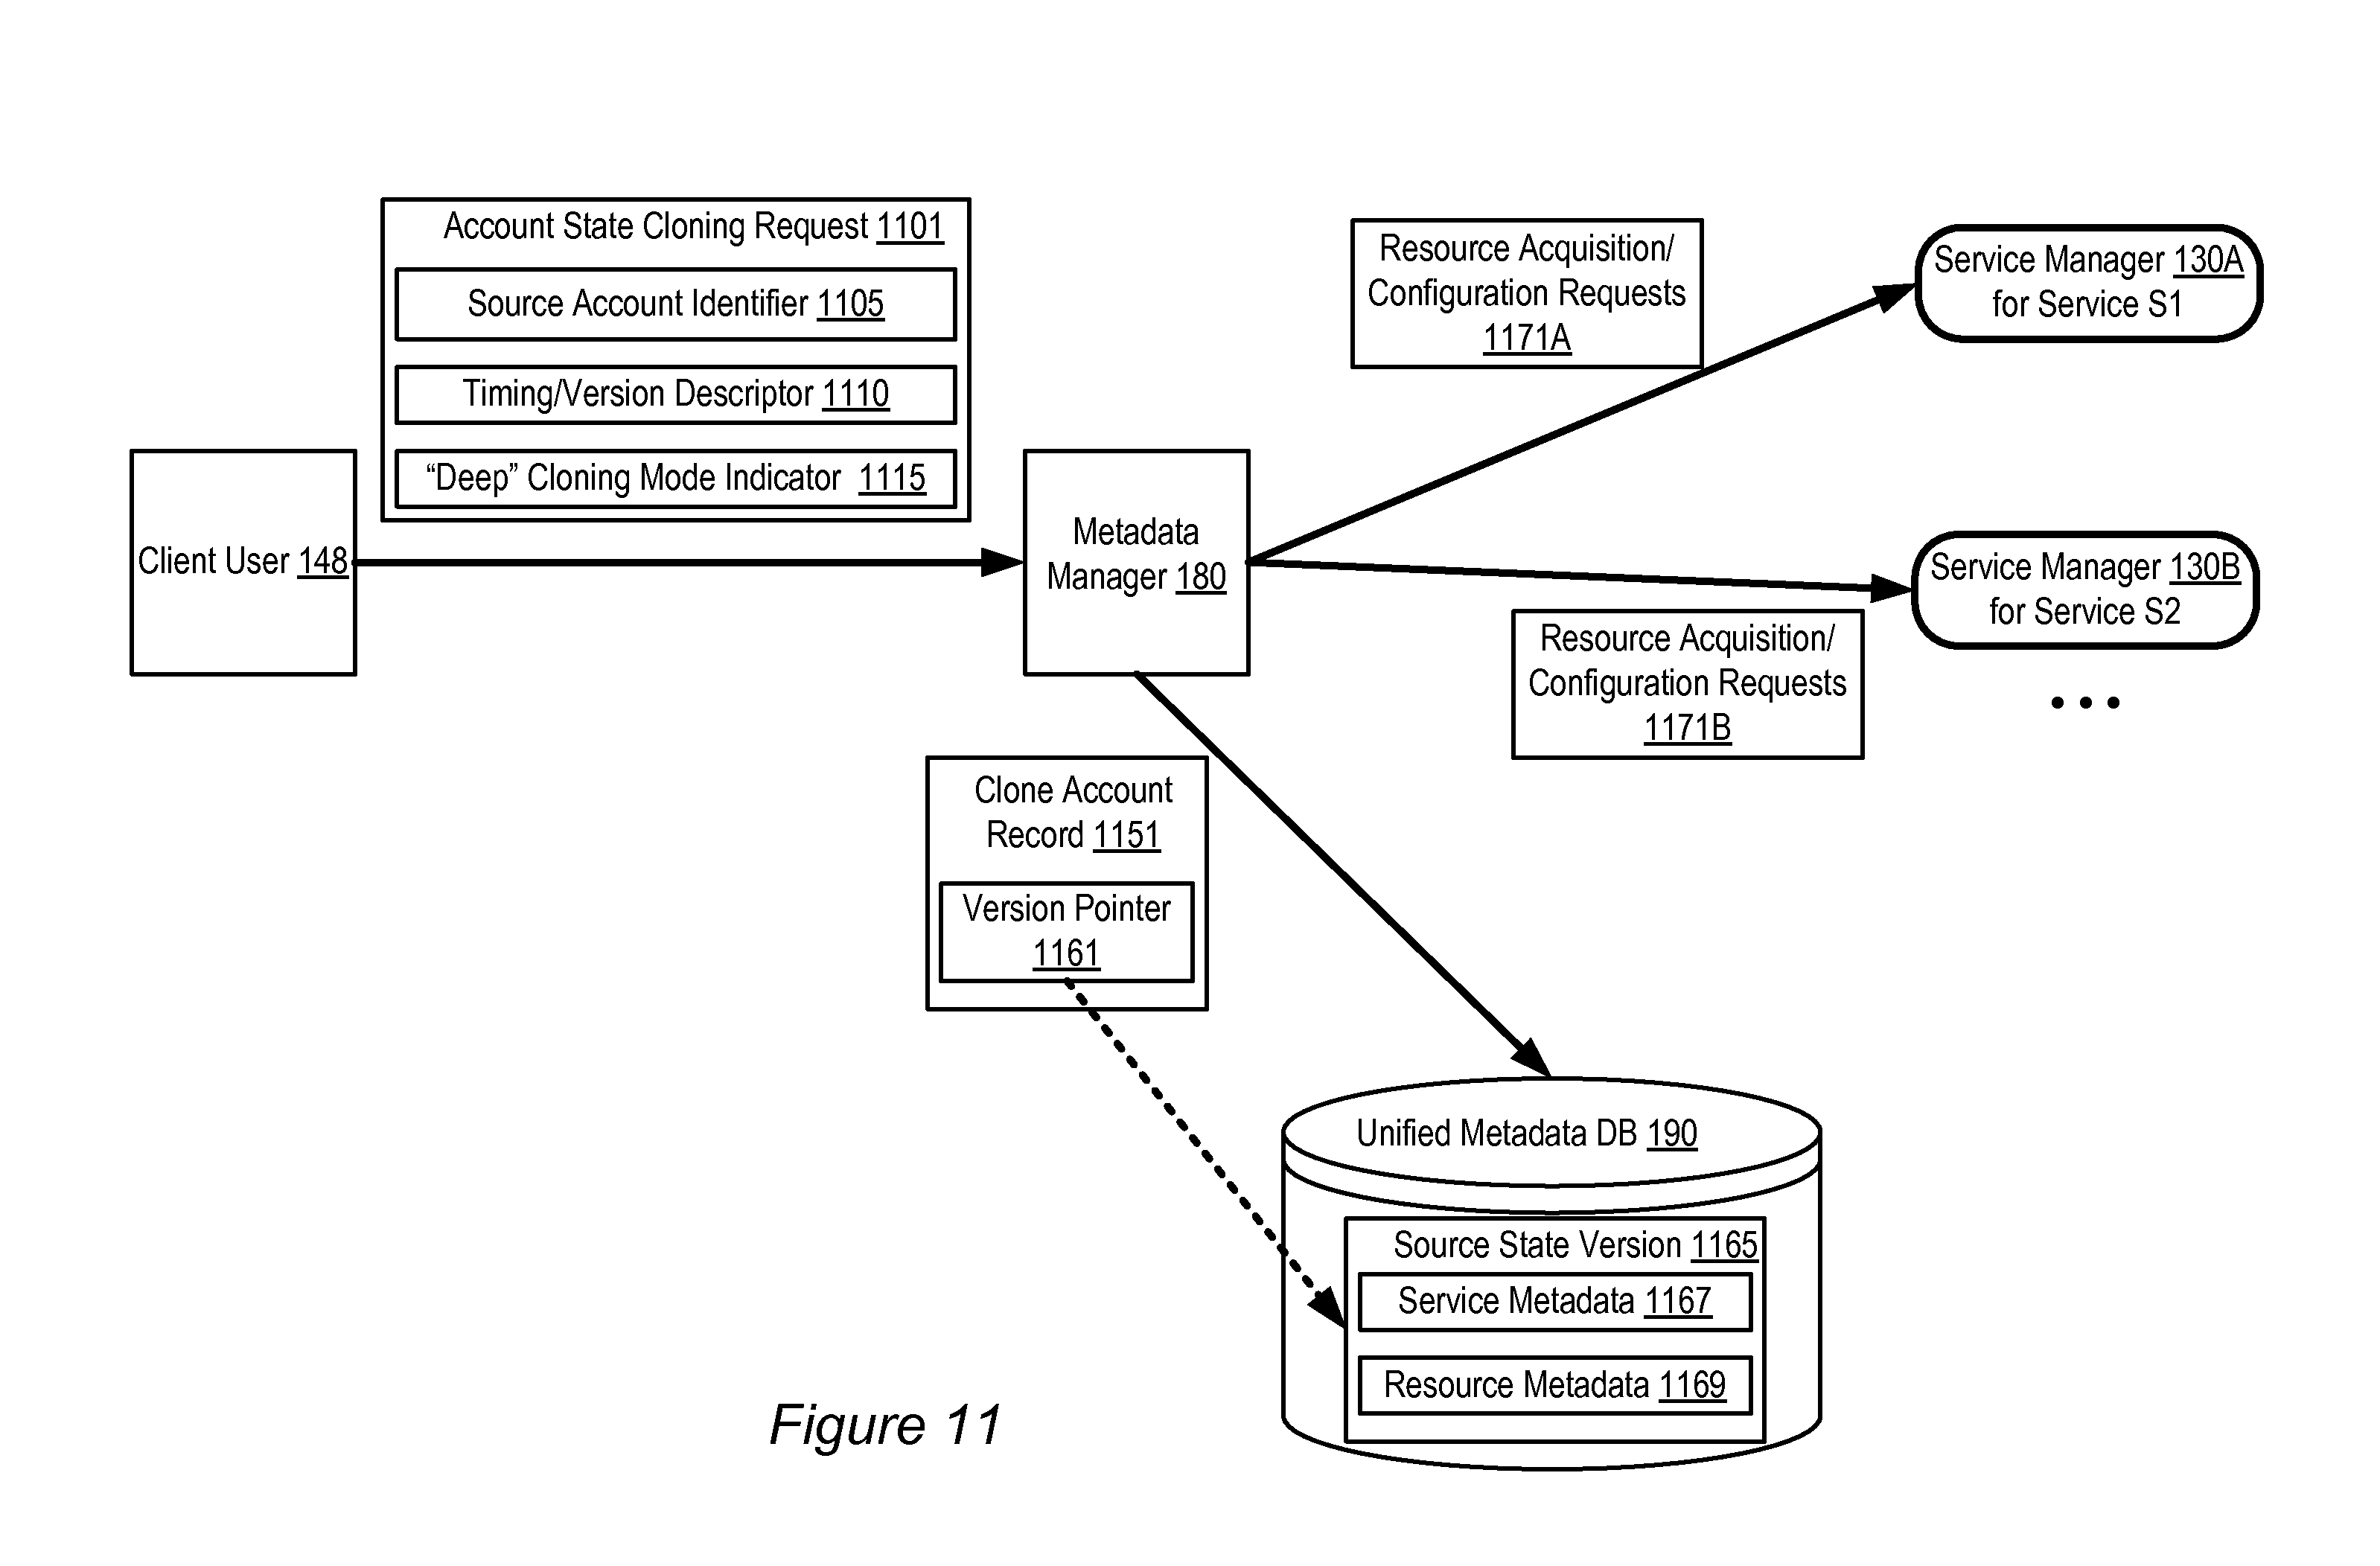 Account State Cloning Request 1101
Source Account Identifier 1105
Timing/Version Descriptor 1110
“Deep” Cloning Mode Indicator 1115
Client User 148
Metadata
Manager 180
Resource Acquisition/
Configuration Requests
1171A
Service Manager 130A
for Service S1
Service Manager 130B
for Service S2
Resource Acquisition/
Configuration Requests
1171B
• • •
Clone Account
Record 1151
Version Pointer
1161
Unified Metadata DB 190
Source State Version 1165
Service Metadata 1167
Resource Metadata 1169
Figure 11